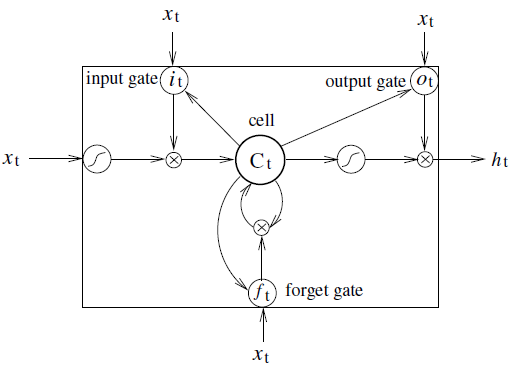 xt
xt
input gate
it
output gate
ot
cell
xt
Ct
ht
ft
forget gate
xt